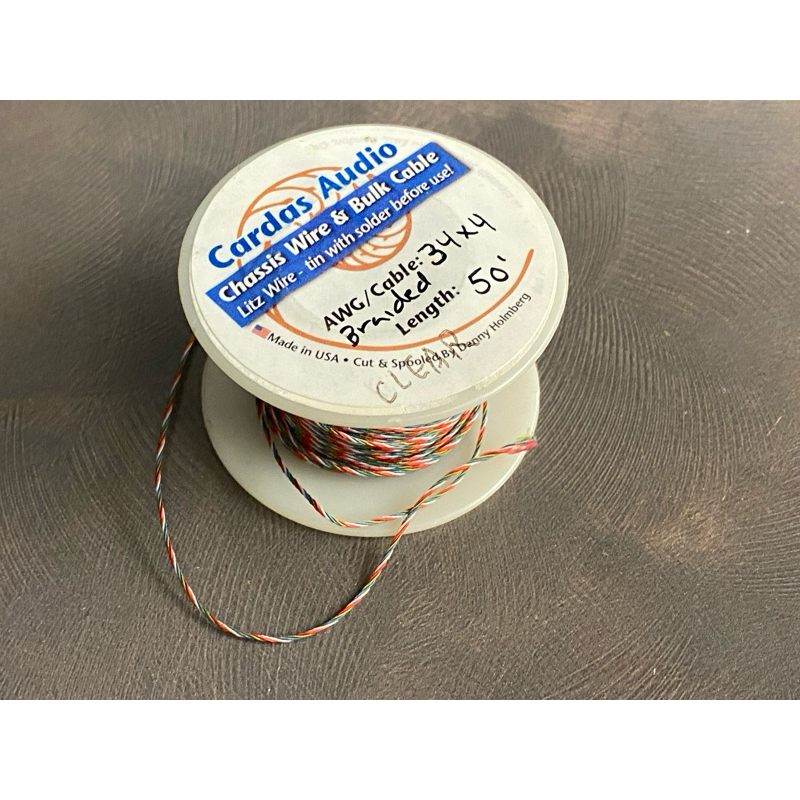 Cardas Audio
Chassis Wire & Bulk Cable
Litz Wire - tin with solder before use!
AWG/Cable: 34x4
Braided
Length: 50'
Made in USA • Cut & Spooled By Danny Holmberg
CLEAR